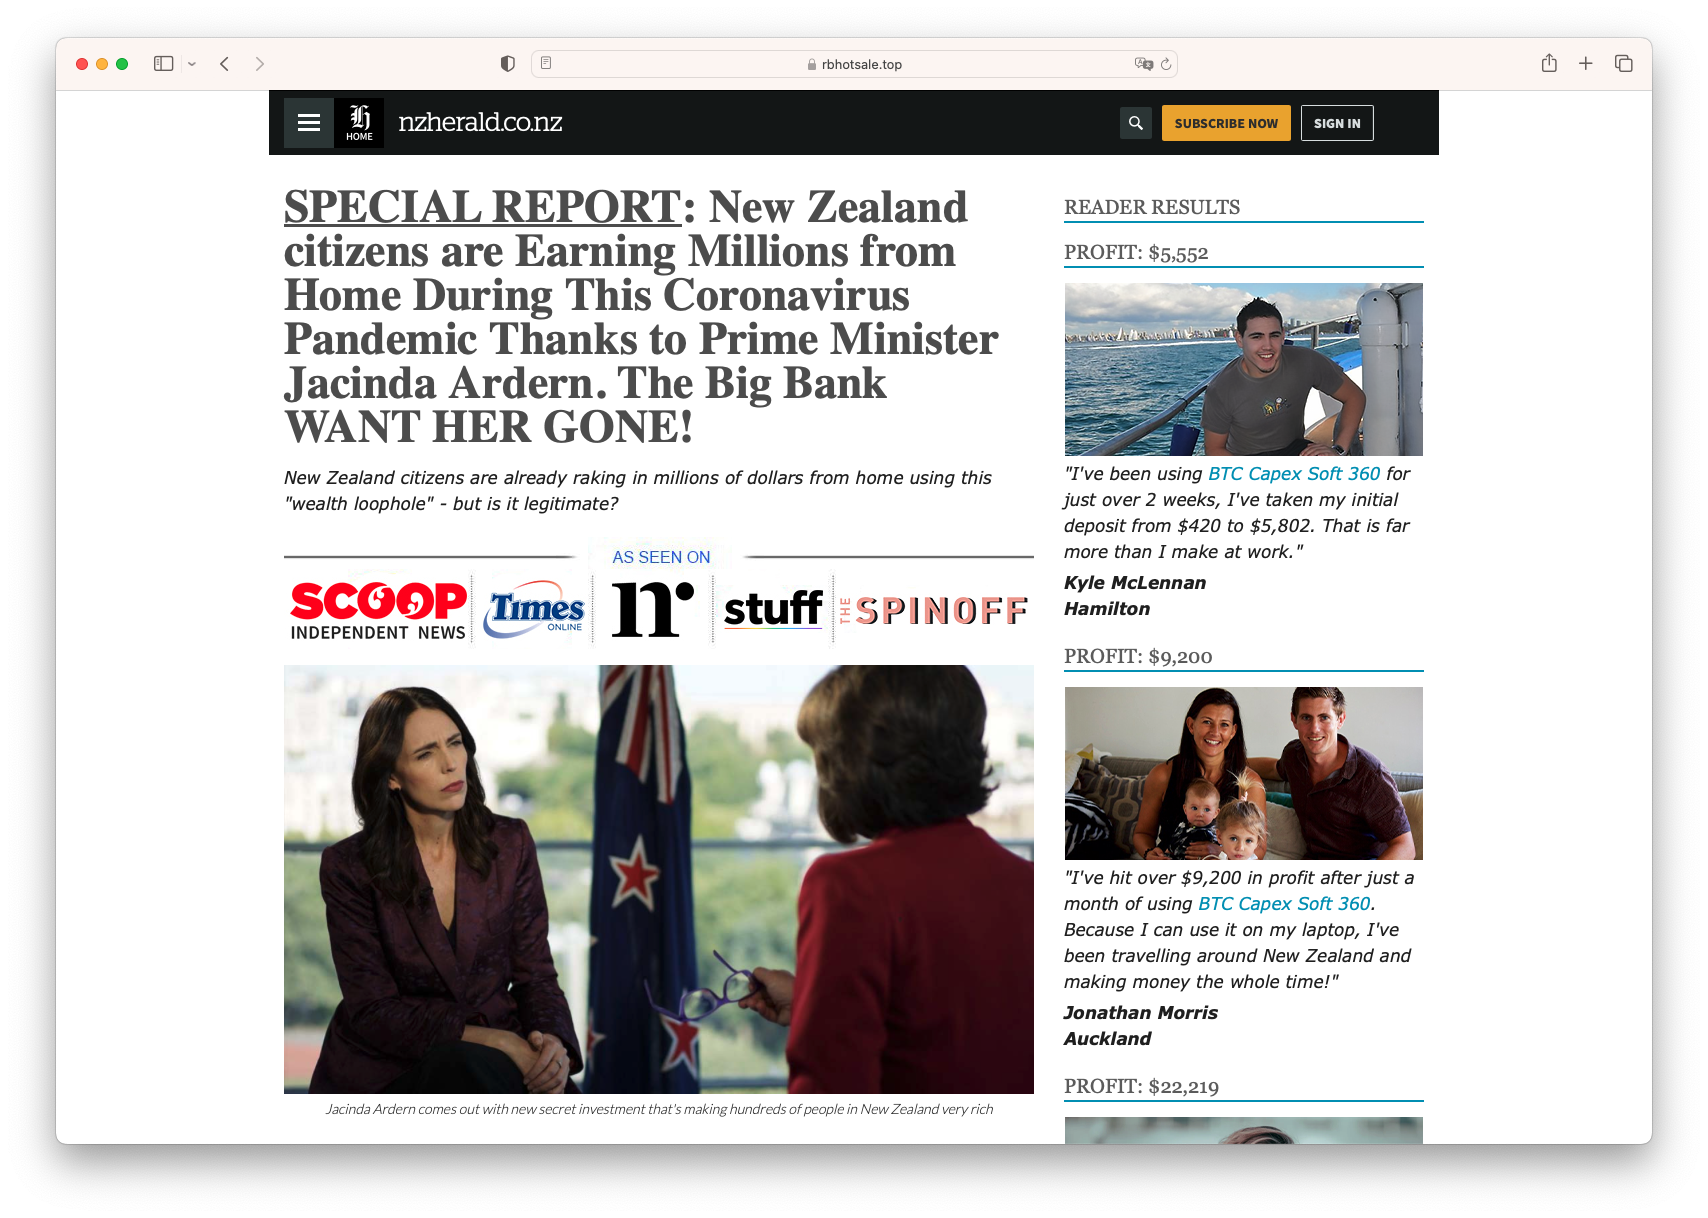 rbhotsale.top
HOME
nzherald.co.nz
SUBSCRIBE NOW
SIGN IN
SPECIAL REPORT: New Zealand
citizens are Earning Millions from
Home During This Coronavirus
Pandemic Thanks to Prime Minister
Jacinda Ardern. The Big Bank
WANT HER GONE!
New Zealand citizens are already raking in millions of dollars from home using this
"wealth loophole" - but is it legitimate?
AS SEEN ON
SCOOP
INDEPENDENT NEWS
Times
ONLINE
n
stuff
THE SPINOFF
Jacinda Ardern comes out with new secret investment that's making hundreds of people in New Zealand very rich
READER RESULTS
PROFIT: $5,552
"I've been using BTC Capex Soft 360 for
just over 2 weeks, I've taken my initial
deposit from $420 to $5,802. That is far
more than I make at work."
Kyle McLennan
Hamilton
PROFIT: $9,200
"I've hit over $9,200 in profit after just a
month of using BTC Capex Soft 360.
Because I can use it on my laptop, I've
been travelling around New Zealand and
making money the whole time!"
Jonathan Morris
Auckland
PROFIT: $22,219